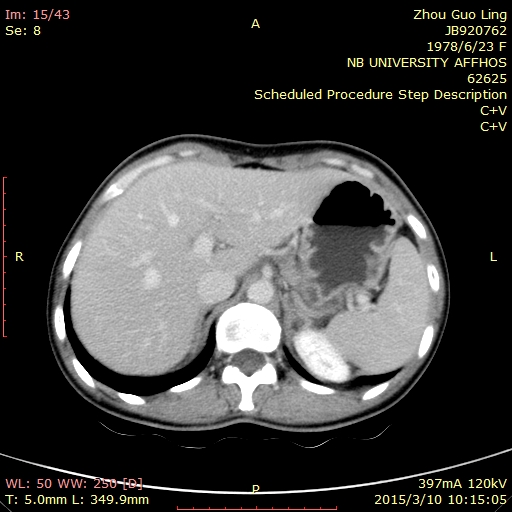 Im: 15/43
Se: 8
A
Zhou Guo Ling
JB920762
1978/6/23 F
NB UNIVERSITY AFFHOS
62625
Scheduled Procedure Step Description
C+V
C+V
R
L
WL: 50 WW: 250 [D]
T: 5.0mm L: 349.9mm
P
397mA 120kV
2015/3/10 10:15:05